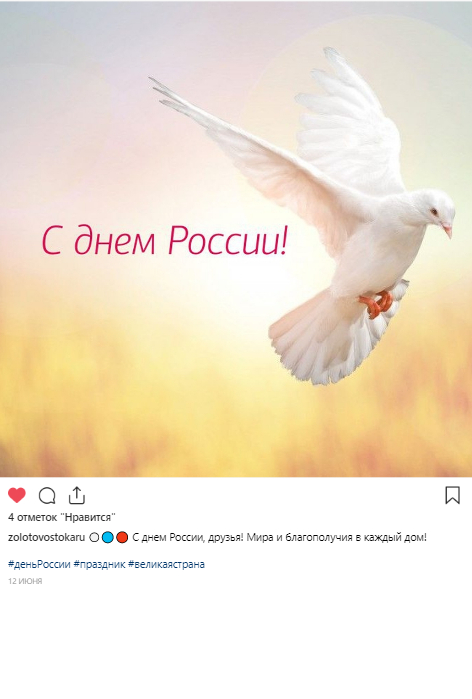 С днем России!
4 отметок "Нравится"
zolotovostokaru ⚪🔵🔴 С днем России, друзья! Мира и благополучия в каждый дом!
#деньРоссии #праздник #великаястрана
12 ИЮНЯ